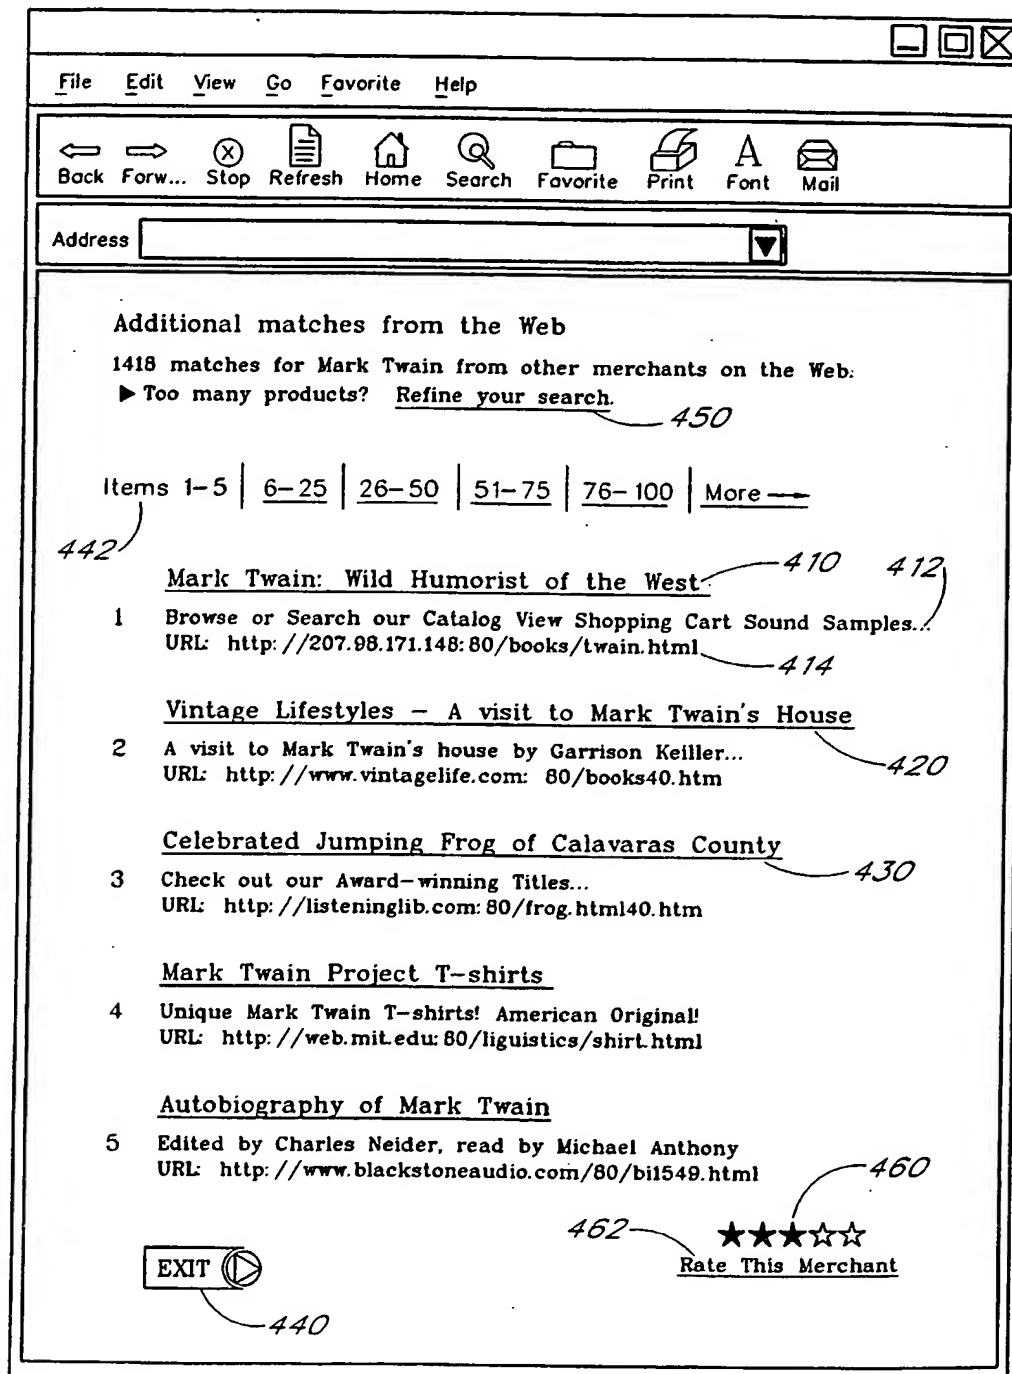 File Edit View Go Favorite Help
Back Forw... Stop Refresh Home Search Favorite Print Font Mail
Address
Additional matches from the Web
1418 matches for Mark Twain from other merchants on the Web:
Too many products? Refine your search.
450
Items 1-5 | 6-25 | 26-50 | 51-75 | 76-100 | More
442
Mark Twain: Wild Humorist of the West
410
412
1 Browse or Search our Catalog View Shopping Cart Sound Samples...
URL: http://207.98.171.148:80/books/twain.html
414
Vintage Lifestyles – A visit to Mark Twain's House
2 A visit to Mark Twain's house by Garrison Keiller...
420
URL: http://www.vintagelife.com: 80/books40.htm
Celebrated Jumping Frog of Calavaras County
430
3 Check out our Award-winning Titles...
URL: http://listeninglib.com:80/frog.html40.htm
Mark Twain Project T-shirts
4 Unique Mark Twain T-shirts! American Original!
URL: http://web.mit.edu:80/liguistics/shirt.html
Autobiography of Mark Twain
5 Edited by Charles Neider, read by Michael Anthony
URL: http://www.blackstoneaudio.com/80/bil549.html
460
462
Rate This Merchant
EXIT
440